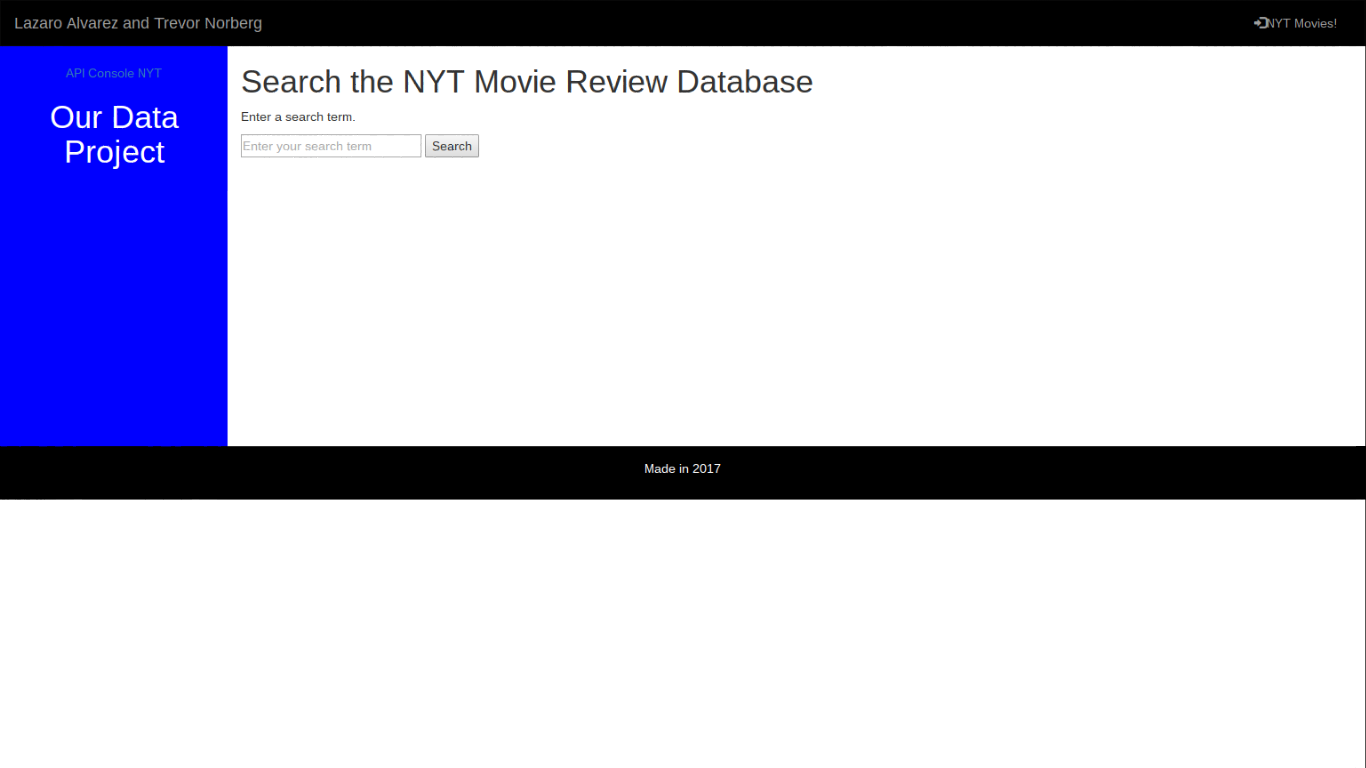 Lazaro Alvarez and Trevor Norberg
NYT Movies!
API Console NYT
Our Data
Project
Search the NYT Movie Review Database
Enter a search term.
Enter your search term
Search
Made in 2017